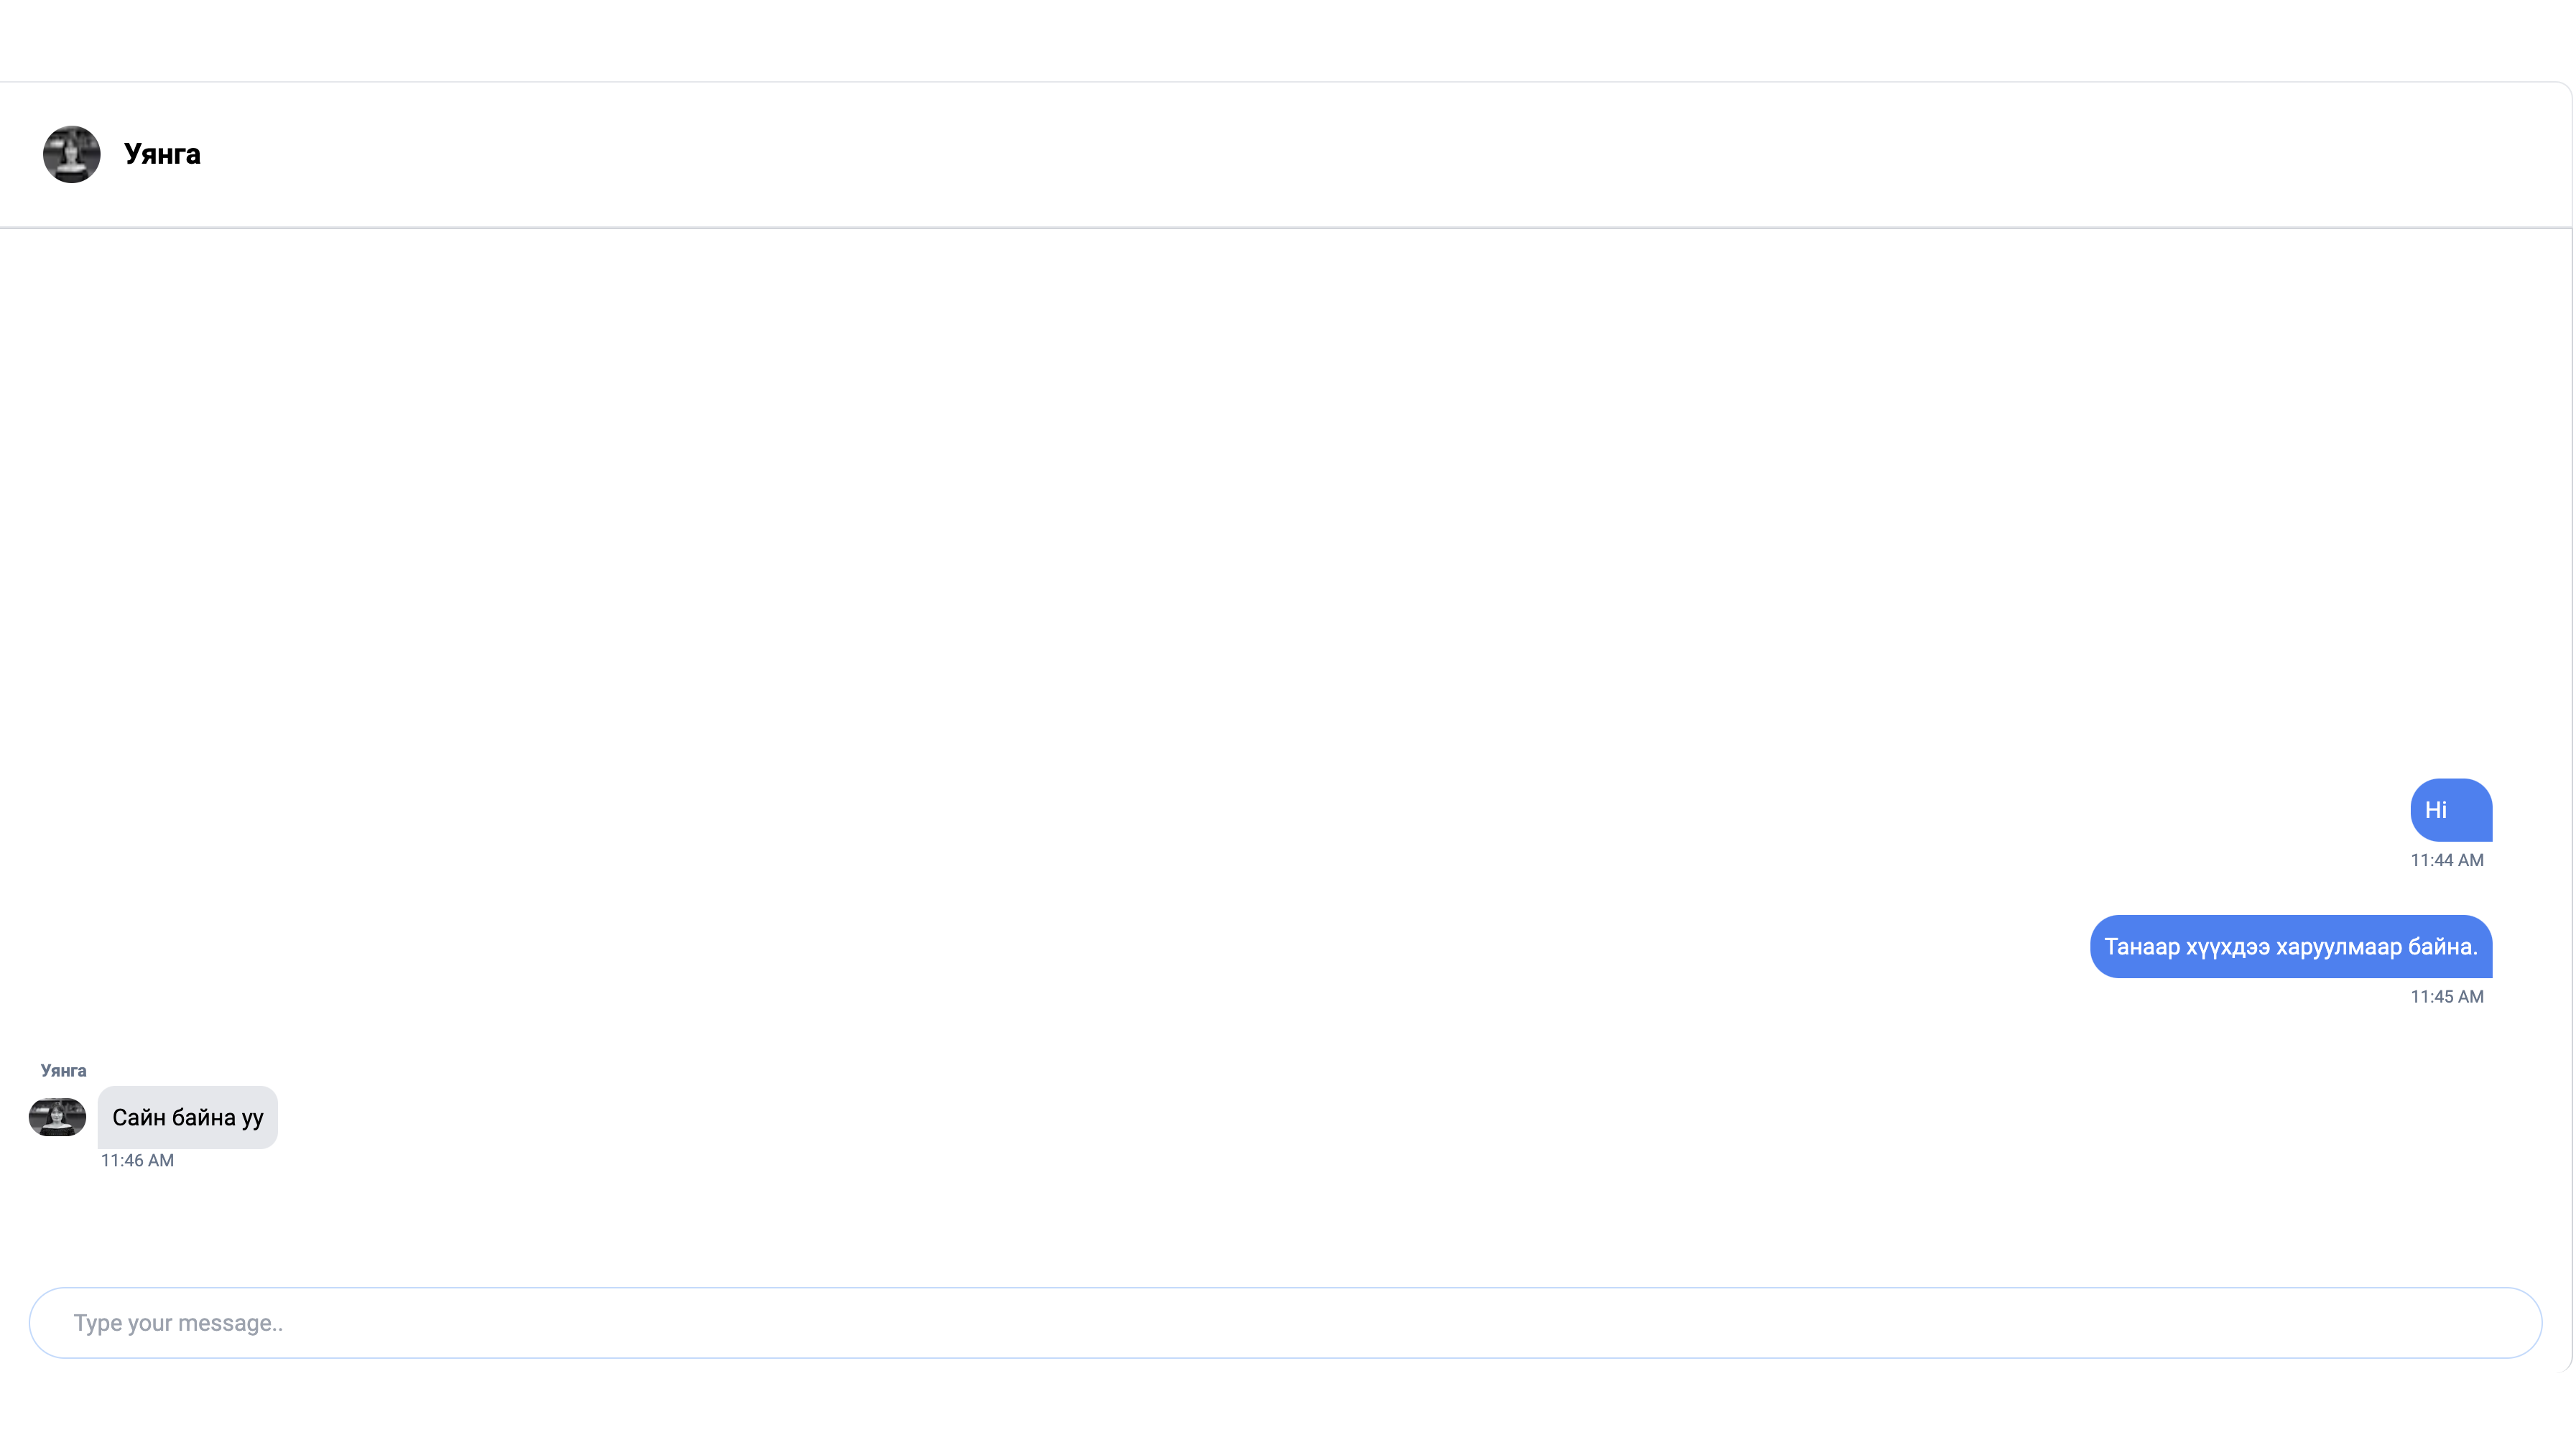 Уянга
Hi
11:44 AM
Танаар хүүхдээ харуулмаар байна.
11:45 AM
Уянга
Сайн байна уу
11:46 AM
Type your message..